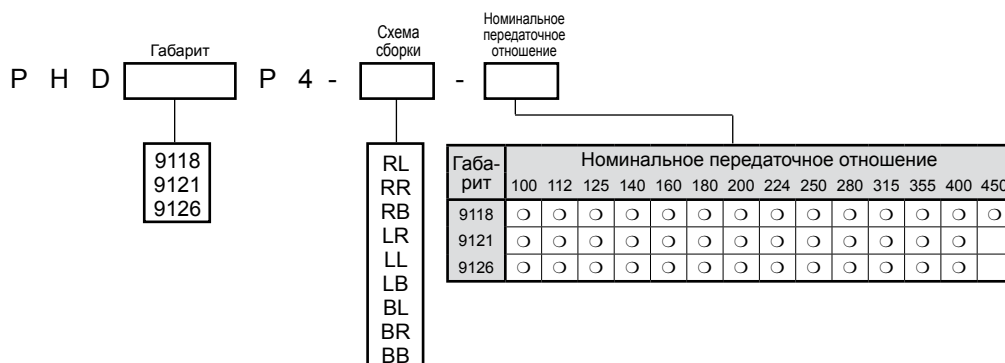 Габарит
Схема
сборки
Номинальное
передаточное
отношение
P H D P 4 - -
9118
9121
9126
RL
RR
RB
LR
LL
LB
BL
BR
BB
Габа-
рит
Номинальное передаточное отношение
100 112 125 140 160 180 200 224 250 280 315 355 400 450
9118 ❍ ❍ ❍ ❍ ❍ ❍ ❍ ❍ ❍ ❍ ❍ ❍ ❍ ❍
9121 ❍ ❍ ❍ ❍ ❍ ❍ ❍ ❍ ❍ ❍ ❍ ❍ ❍
9126 ❍ ❍ ❍ ❍ ❍ ❍ ❍ ❍ ❍ ❍ ❍ ❍ ❍